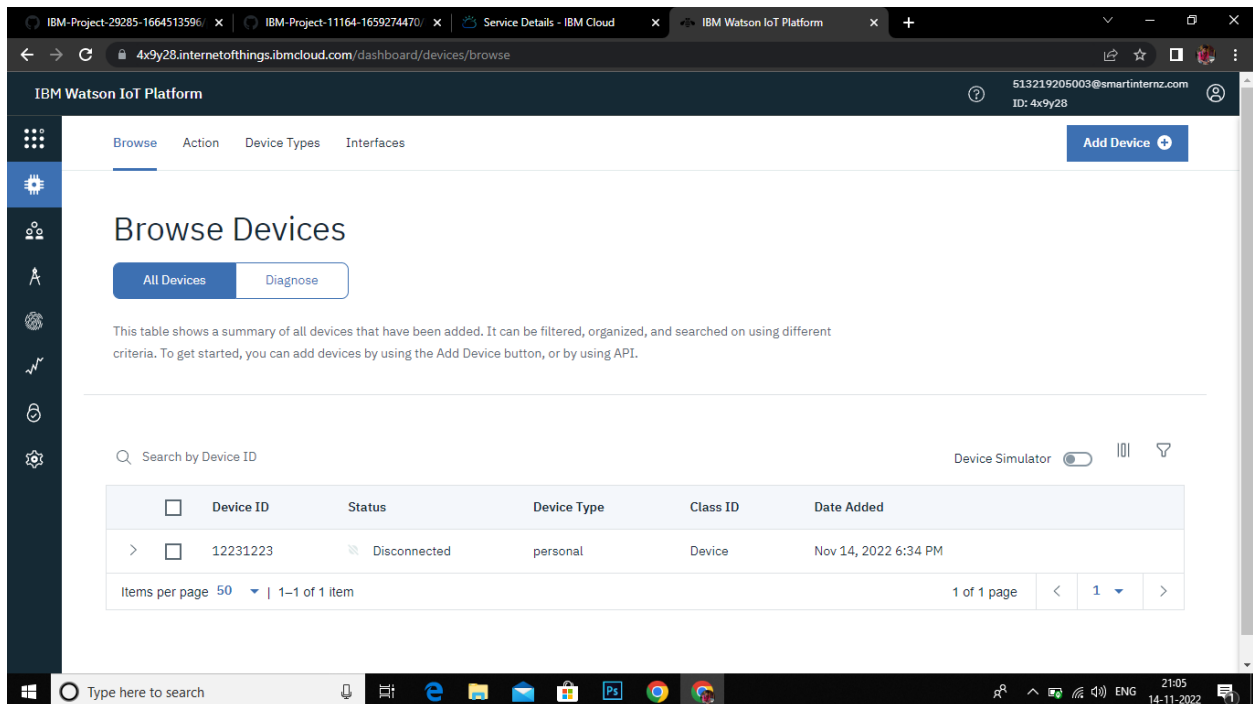 IBM-Project-29285-1664513596/
IBM-Project-11164-1659274470/
Service Details - IBM Cloud
IBM Watson IoT Platform
4x9y28.internetofthings.ibmcloud.com/dashboard/devices/browse
IBM Watson IoT Platform
513219205003@smartinternz.com
ID: 4x9y28
Browse Action Device Types Interfaces
Add Device
Browse Devices
All Devices Diagnose
This table shows a summary of all devices that have been added. It can be filtered, organized, and searched on using different
criteria. To get started, you can add devices by using the Add Device button, or by using API.
Search by Device ID
Device Simulator
Device ID Status Device Type Class ID Date Added
12231223 Disconnected personal Device Nov 14, 2022 6:34 PM
Items per page 50 | 1–1 of 1 item
1 of 1 page 1
Type here to search
Ps
ENG
21:05
14-11-2022
1